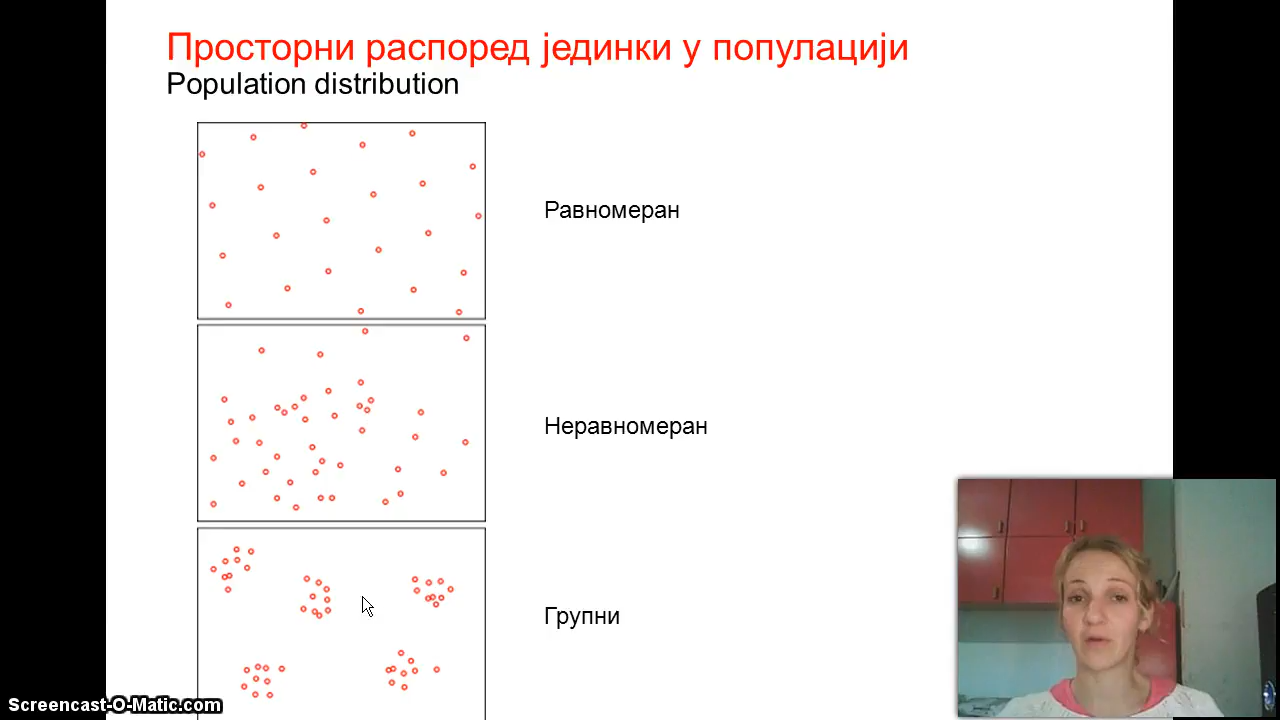 Просторни распоред јединки у популацији
Population distribution
Равномеран
Неравномеран
Групни
Screencast-O-Matic.com